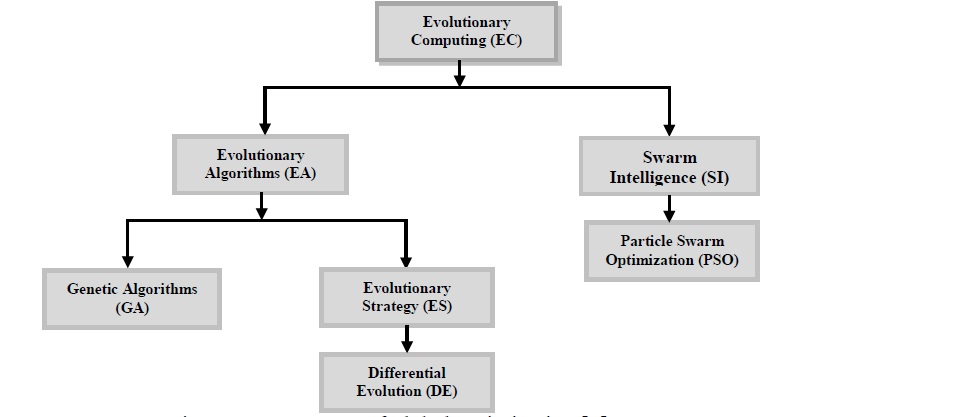 Evolutionary
Computing (EC)
Evolutionary
Algorithms (EA)
Swarm
Intelligence (SI)
Particle Swarm
Optimization (PSO)
Genetic Algorithms
(GA)
Evolutionary
Strategy (ES)
Differential
Evolution (DE)